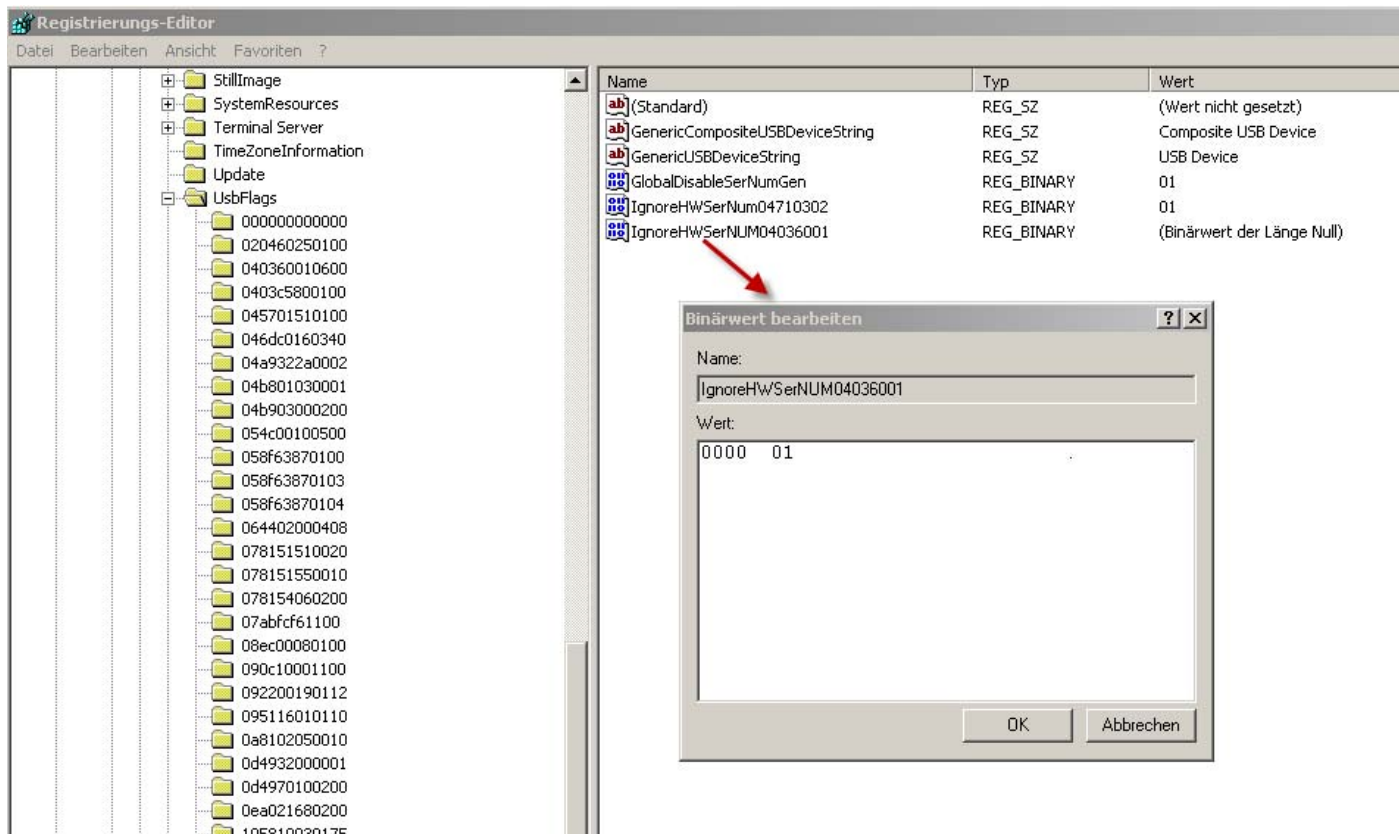 Registrierungs-Editor
Datei Bearbeiten Ansicht Favoriten ?
StillImage
SystemResources
Terminal Server
TimeZoneInformation
Update
UsbFlags
000000000000
020460250100
040360010600
0403c5800100
045701510100
046dc0160340
04a9322a0002
04b801030001
04b903000200
054c00100500
058f63870100
058f63870103
058f63870104
064402000408
078151510020
078151550010
078154060200
07abfcf61100
08ec00080100
090c10001100
092200190112
095116010110
0a8102050010
0d4932000001
0d4970100200
0ea021680200
Name Typ Wert
(Standard) REG_SZ (Wert nicht gesetzt)
GenericCompositeUSBDeviceString REG_SZ Composite USB Device
GenericUSBDeviceString REG_SZ USB Device
GlobalDisableSerNumGen REG_BINARY 01
IgnoreHWSerNum04710302 REG_BINARY 01
IgnoreHWSerNUM04036001 REG_BINARY (Binärwert der Länge Null)
Binärwert bearbeiten
Name:
IgnoreHWSerNUM04036001
Wert:
0000 01 .
OK Abbrechen